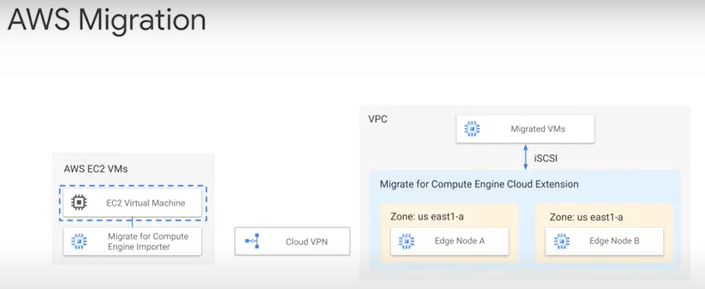 AWS Migration
AWS EC2 VMs
EC2 Virtual Machine
Migrate for Compute
Engine Importer
Cloud VPN
VPC
Migrated VMs
iSCSI
Migrate for Compute Engine Cloud Extension
Zone: us east1-a
Edge Node A
Zone: us east1-a
Edge Node B